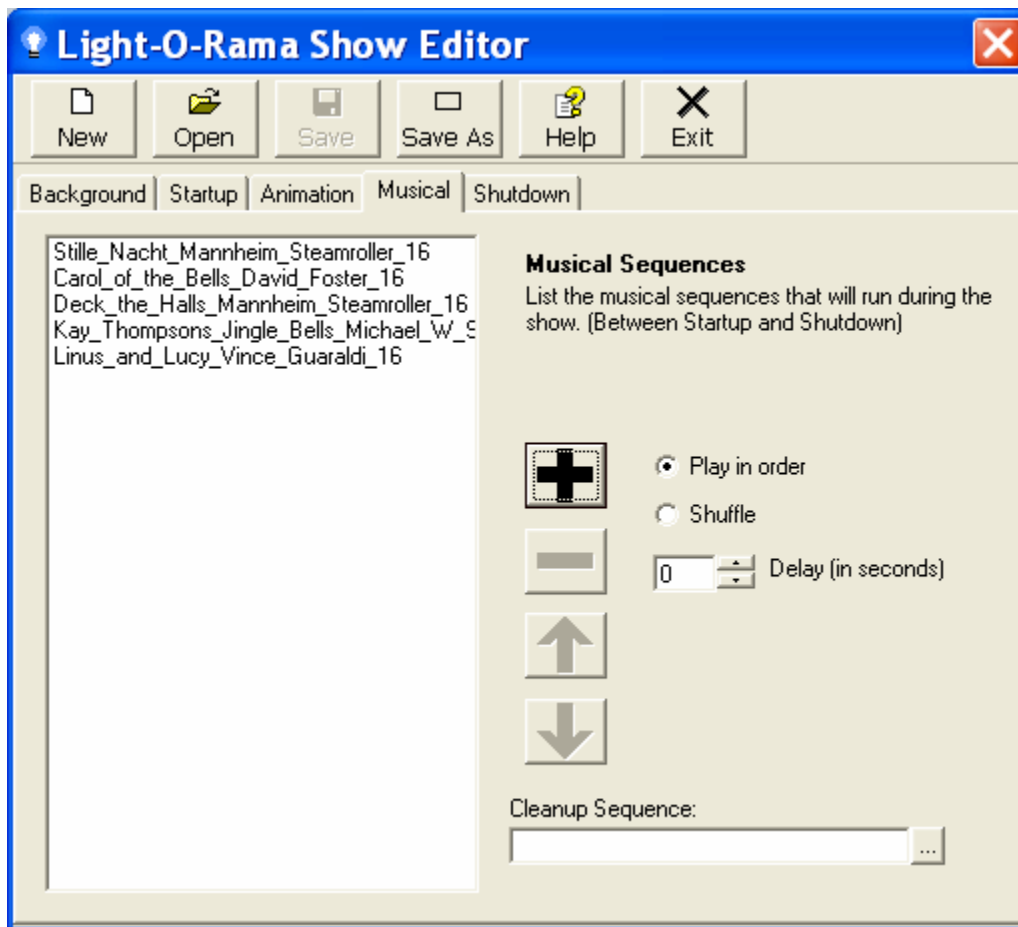 Light-O-Rama Show Editor
New Open Save Save As Help Exit
Background Startup Animation Musical Shutdown
Stille_Nacht_Mannheim_Steamroller_16
Carol_of_the_Bells_David_Foster_16
Deck_the_Halls_Mannheim_Steamroller_16
Kay_Thompsons_Jingle_Bells_Michael_W_S
Linus_and_Lucy_Vince_Guaraldi_16
Musical Sequences
List the musical sequences that will run during the
show. (Between Startup and Shutdown)
Play in order
Shuffle
0 Delay (in seconds)
Cleanup Sequence:
...